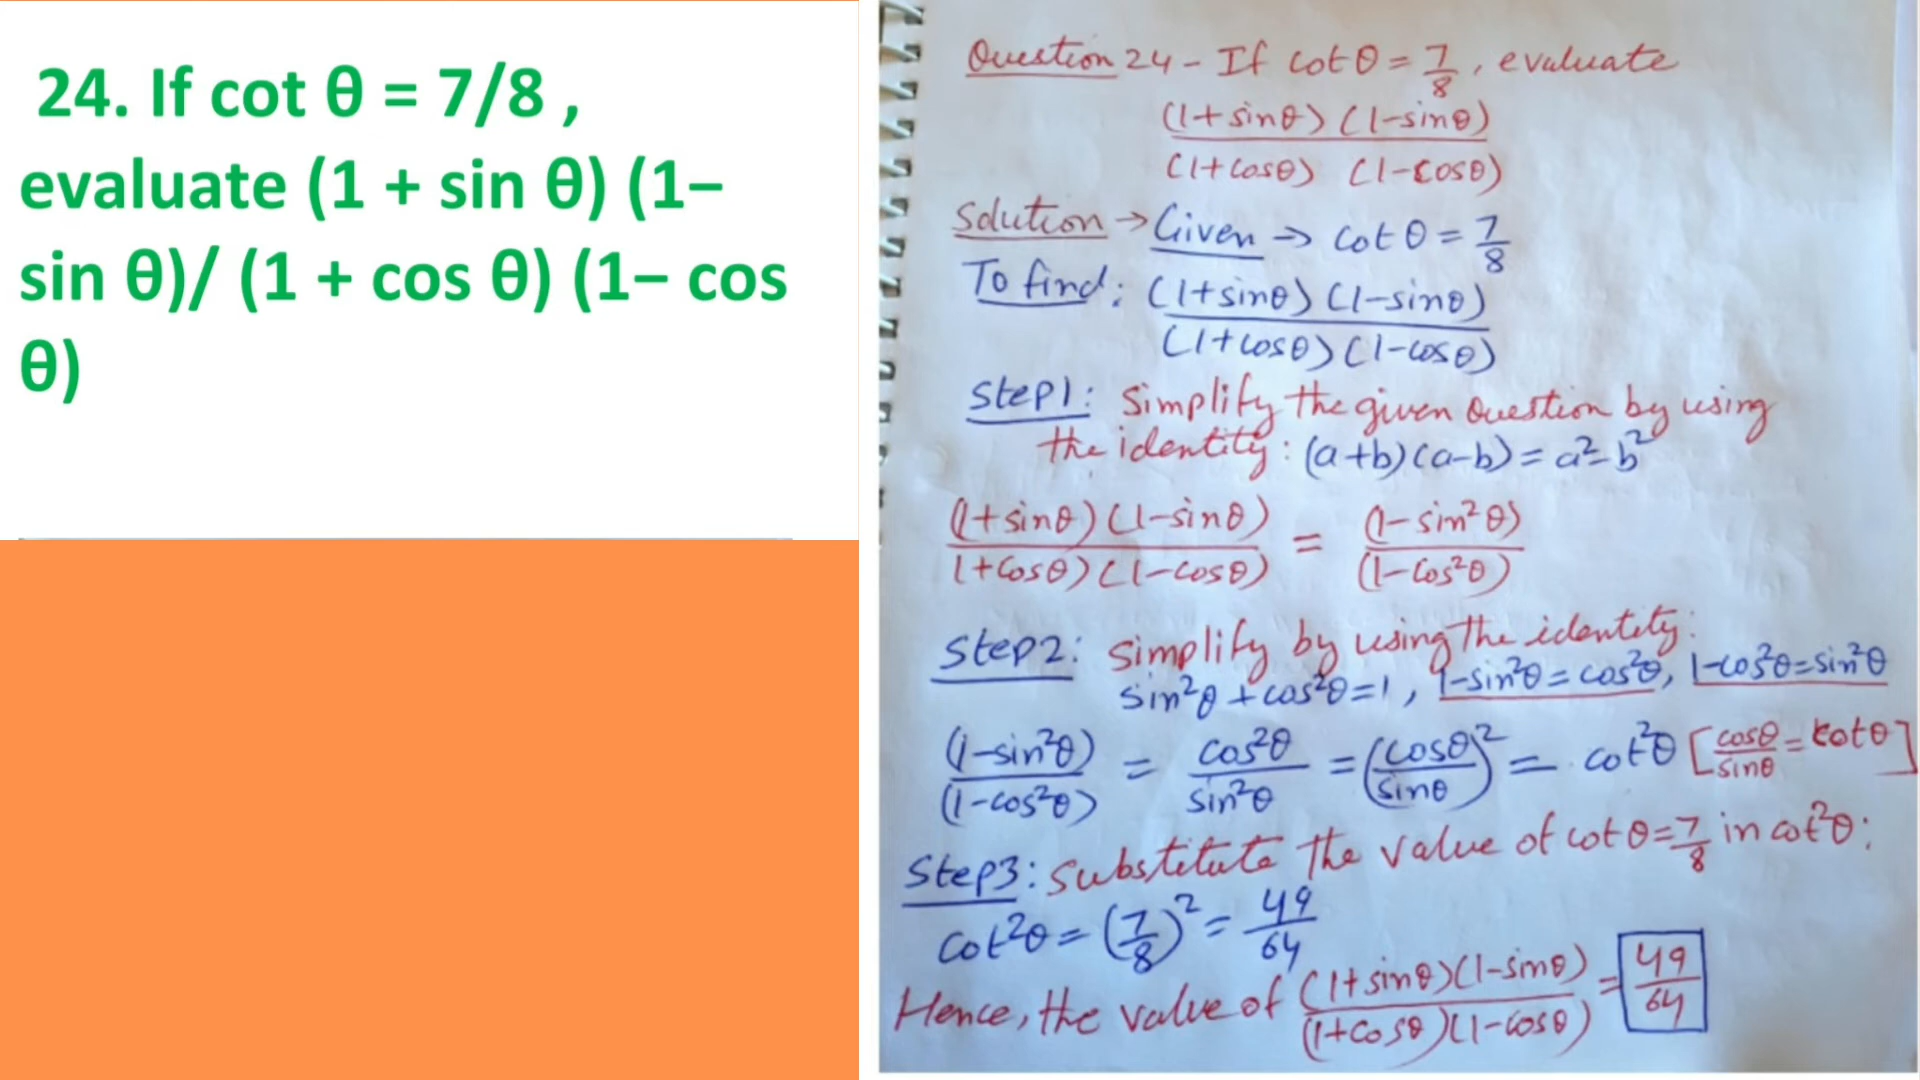 24. If cot θ = 7/8 ,
evaluate (1 + sin θ) (1–
sin θ)/ (1 + cos θ) (1– cos
θ)
Question 24 - If cot θ = 7/8 , evaluate
(1+sinθ) (1-sinθ)
(1+cosθ) (1-cosθ)
Solution → Given → cot θ = 7/8
To find: (1+sinθ) (1-sinθ)
(1+cosθ) (1-cosθ)
Step1: Simplify the given Question by using
the identity: (a+b)(a-b) = a²-b²
(1+sinθ) (1-sinθ) = (1-sin²θ)
1+cosθ) (1-cosθ) (1-cos²θ)
Step2: Simplify by using the identity:
sin²θ + cos²θ=1, 1-sin²θ = cos²θ, 1-cos²θ=sin²θ
(1-sin²θ) = cos²θ = (cosθ)² = cot²θ [cosθ = cotθ]
(1-cos²θ) sin²θ sinθ sinθ
Step3: Substitute the value of cot θ=7/8 in cot²θ:
cot²θ = (7/8)² = 49/64
Hence, the value of (1+sinθ)(1-sinθ) = 49
(1+cosθ)(1-cosθ) 64